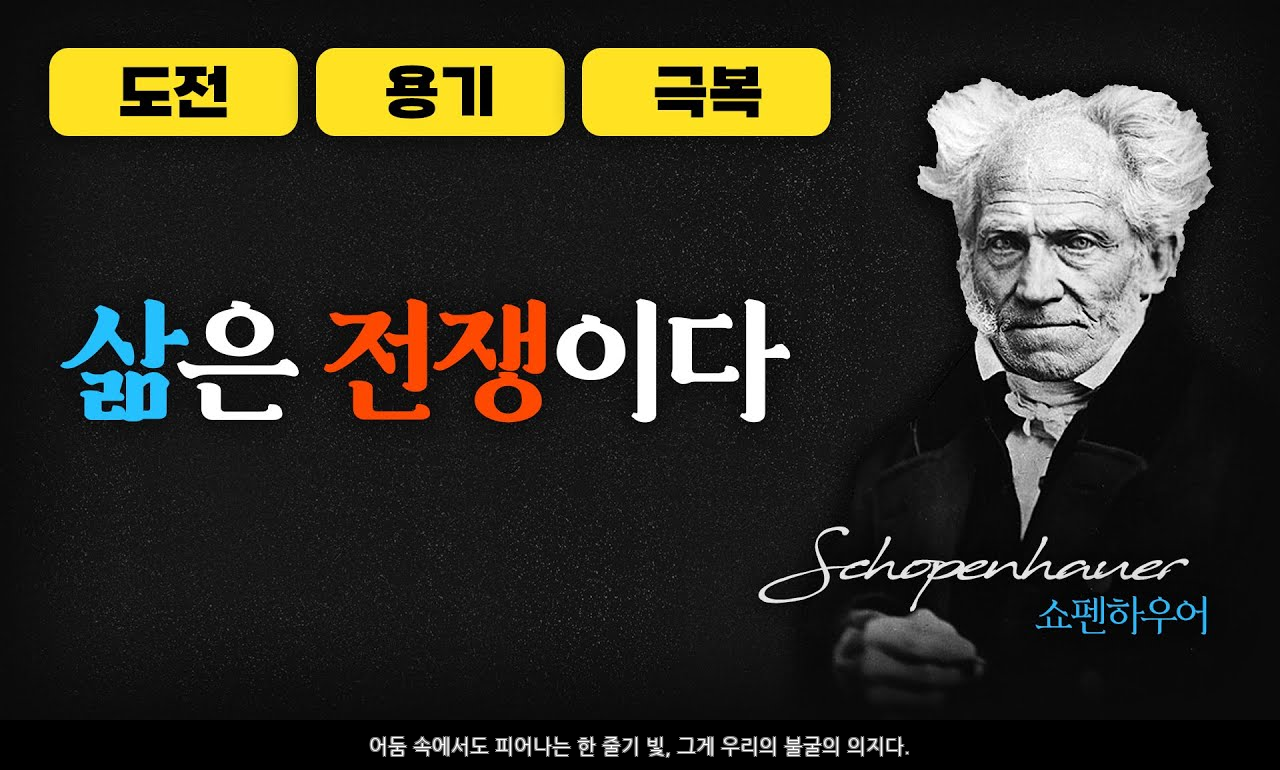 도전 용기 극복
삶은 전쟁이다
Schopenhauer
쇼펜하우어
어둠 속에서도 피어나는 한 줄기 빛, 그게 우리의 불굴의 의지다.